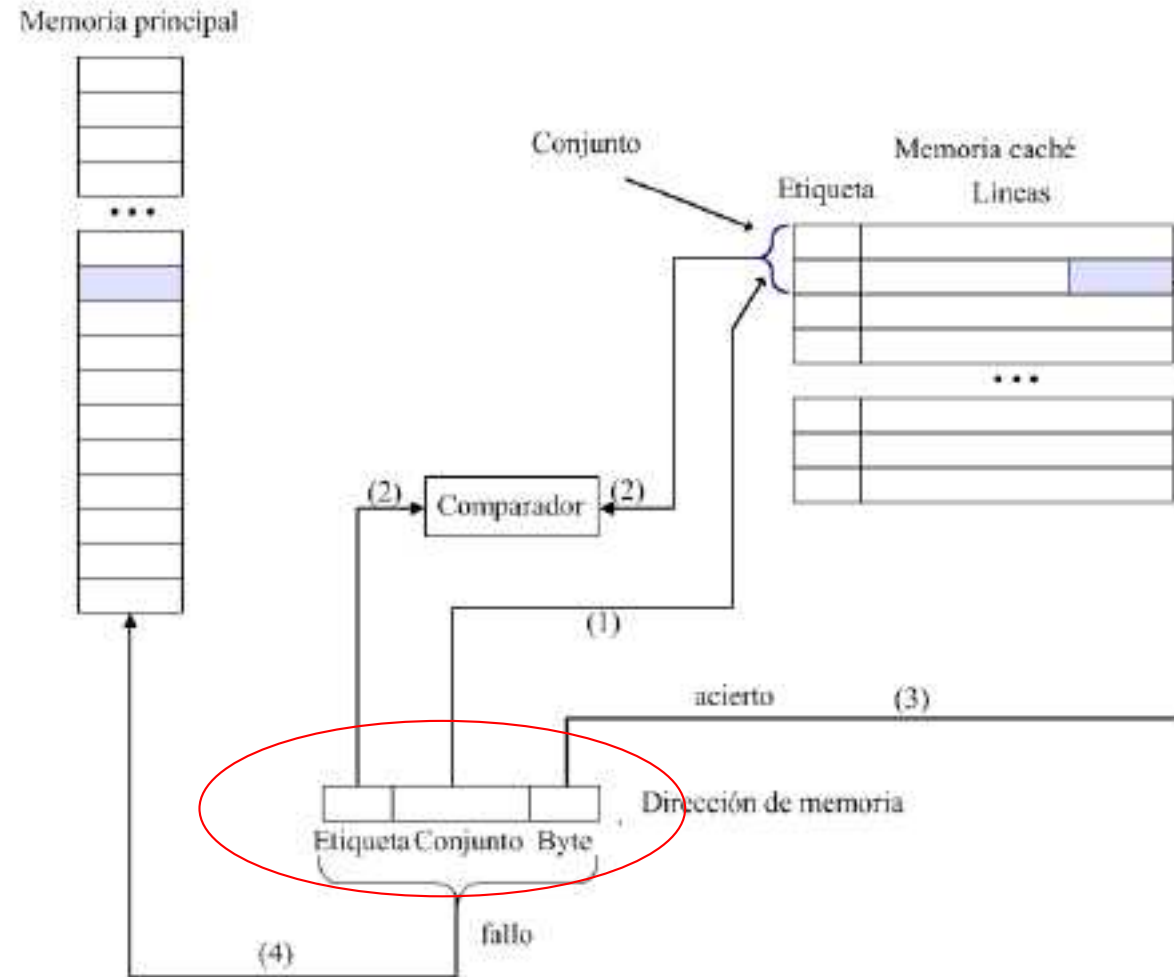 Memoria principal
• • •
Conjunto
Memoria caché
Etiqueta
Líneas
• • •
(2)
Comparador
(2)
(1)
acierto
(3)
Dirección de memoria
Etiqueta Conjunto Byte
fallo
(4)